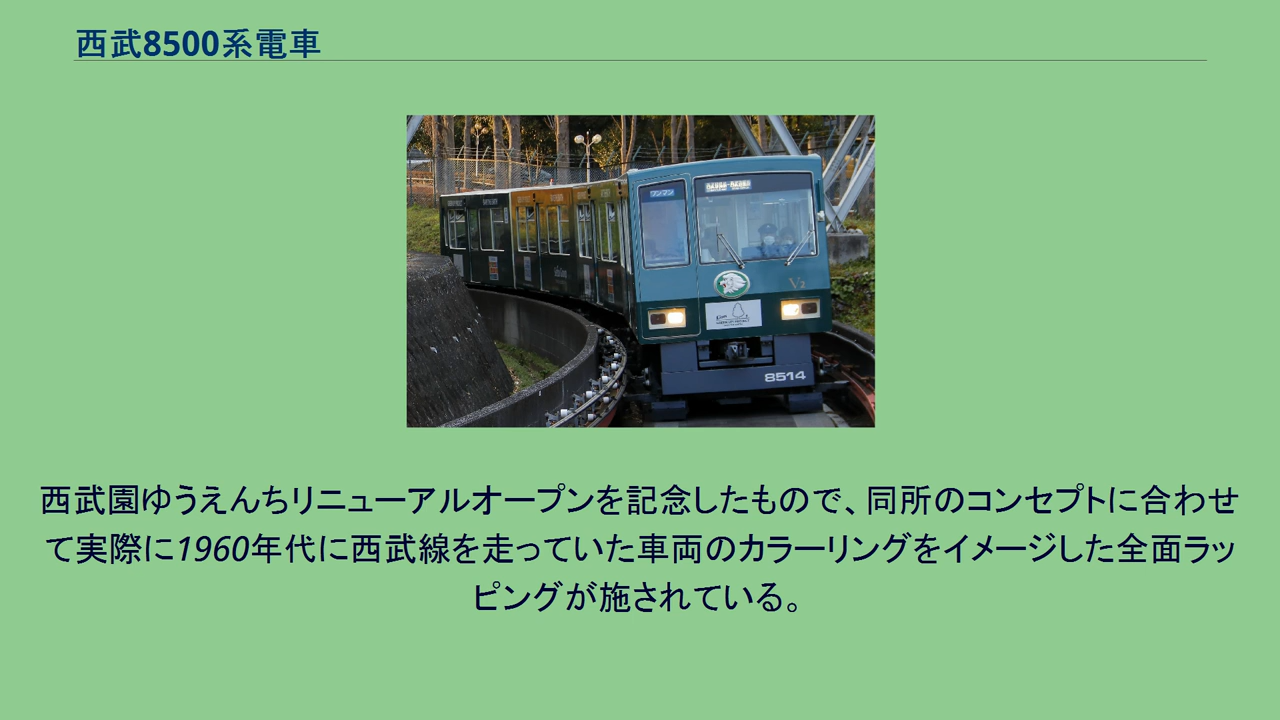 西武8500系電車
ワンマン
V2
8514
西武園ゆうえんちリニューアルオープンを記念したもので、同所のコンセプトに合わせ
て実際に1960年代に西武線を走っていた車両のカラーリングをイメージした全面ラッ
ピングが施されている。